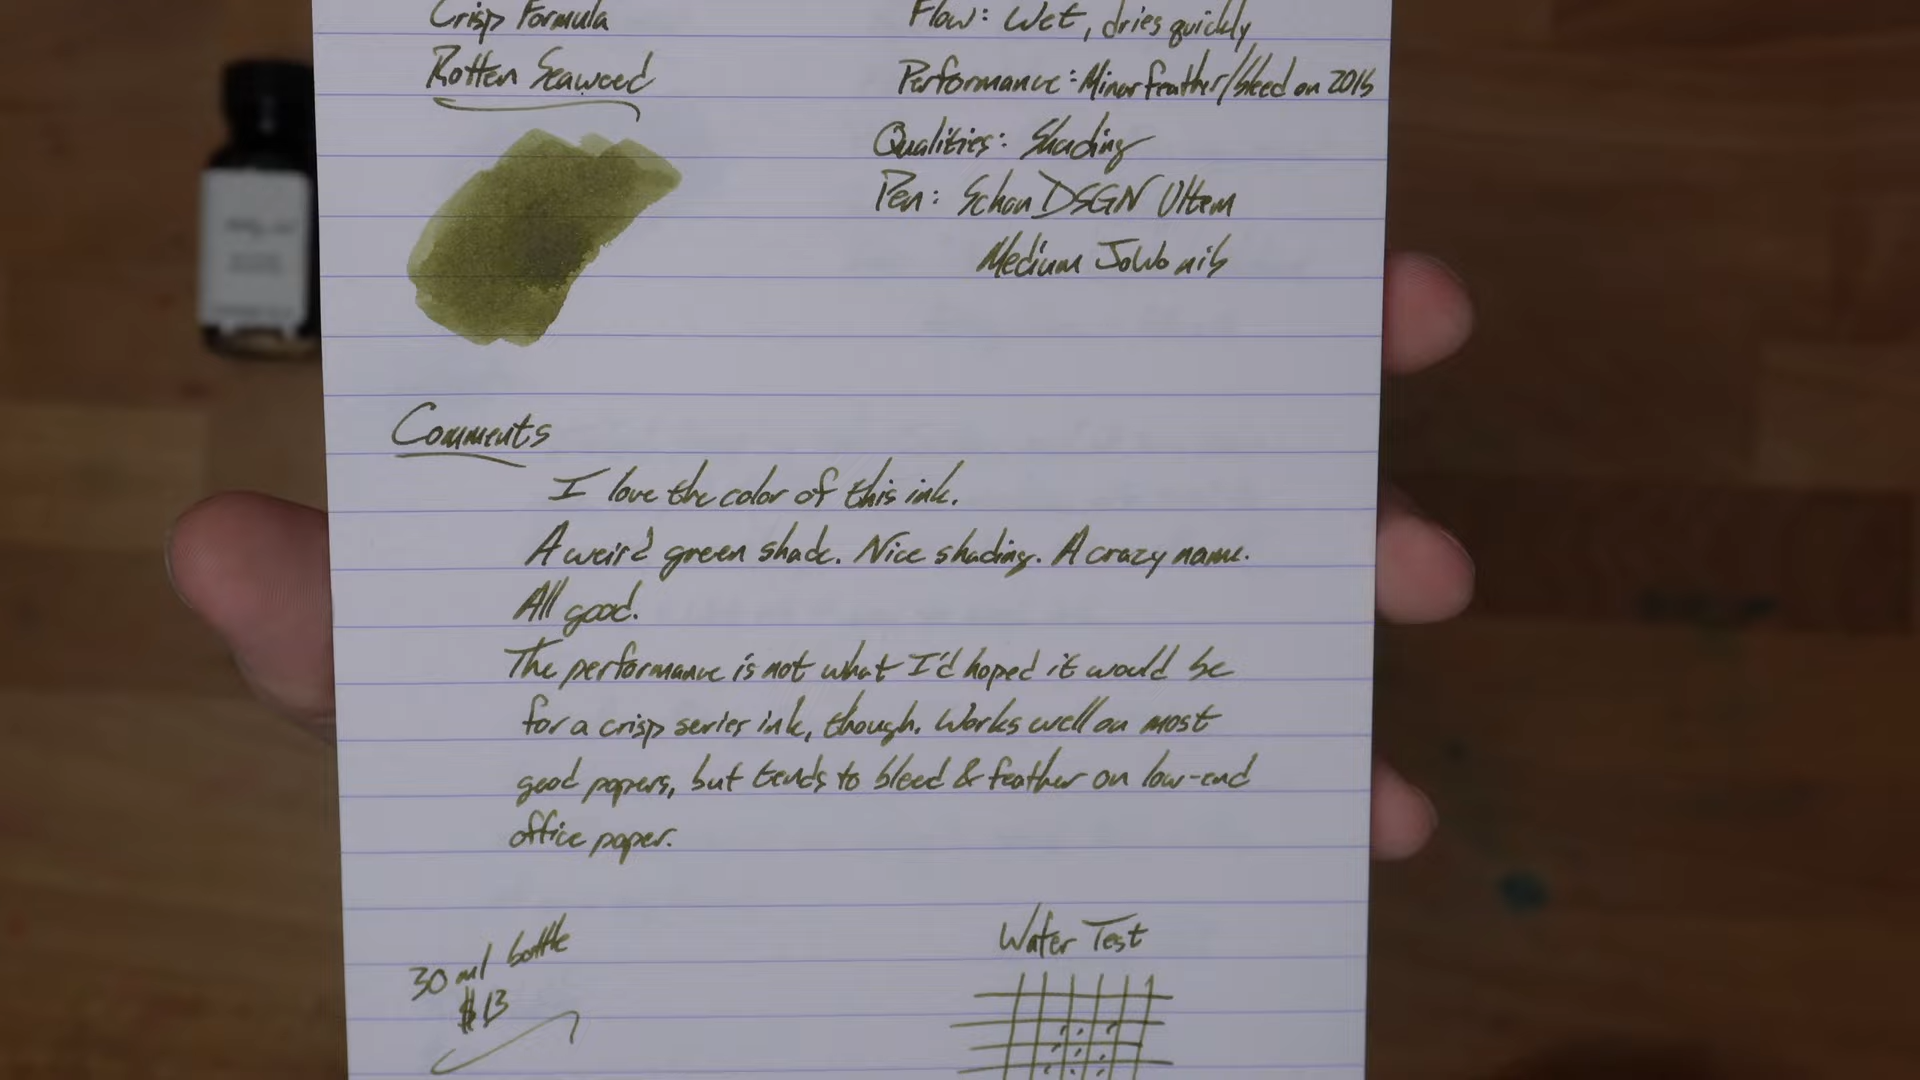 Crisp Formula
Rotten Seaweed
Flow: Wet, dries quickly
Performance: Minor feather/bleed on 20lb
Qualities: Shading
Pen: Schon DSGN Ultem
Medium JoWo nib
Comments
I love the color of this ink.
A weird green shade. Nice shading. A crazy name.
All good.
The performance is not what I'd hoped it would be
for a crisp series ink, though. Works well on most
good papers, but tends to bleed & feather on low-end
office paper.
30 ml bottle
$13
Water Test